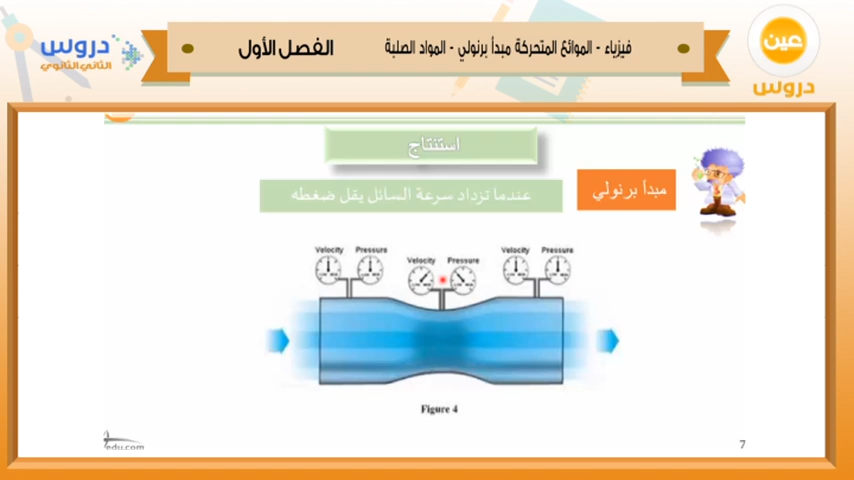 عين
دروس
فيزياء - الموائع المتحركة مبدأ برنولي - المواد الصلبة
الفصل الأول
دروس
الثاني الثانوي
استنتاج
مبدأ برنولي
عندما تزداد سرعة السائل يقل ضغطه
Velocity Pressure
Velocity Pressure
Velocity Pressure
Figure 4
edu.com
7